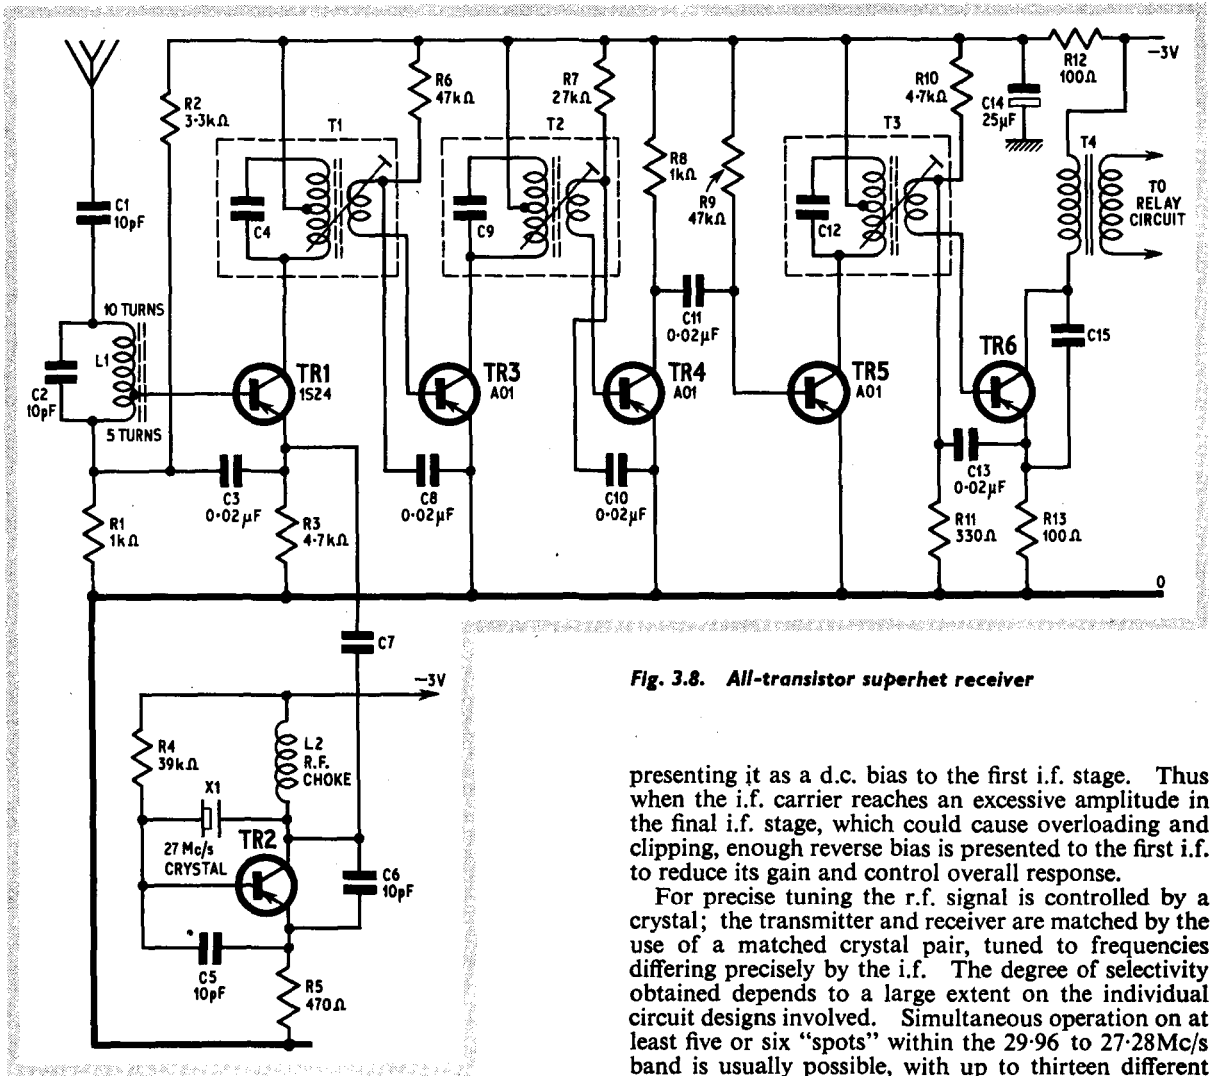 R2
3·3kΩ
R6
47kΩ
R7
27kΩ
R10
4·7kΩ
R12
100Ω
−3V
C14
25μF
T1
T2
T3
T4
R8
1kΩ
R9
47kΩ
C1
10pF
C4
C9
C12
TO
RELAY
CIRCUIT
10 TURNS
L1
C2
10pF
5 TURNS
C11
0·02μF
C15
TR1
1S24
TR3
A01
TR4
A01
TR5
A01
TR6
C3
0·02μF
C8
0·02μF
C10
0·02μF
C13
0·02μF
R1
1kΩ
R3
4·7kΩ
R11
330Ω
R13
100Ω
0
C7
−3V
R4
39kΩ
L2
R.F.
CHOKE
X1
27 Mc/s
CRYSTAL
TR2
C6
10pF
C5
10pF
R5
470Ω
Fig. 3.8. All-transistor superhet receiver
presenting it as a d.c. bias to the first i.f. stage. Thus
when the i.f. carrier reaches an excessive amplitude in
the final i.f. stage, which could cause overloading and
clipping, enough reverse bias is presented to the first i.f.
to reduce its gain and control overall response.
For precise tuning the r.f. signal is controlled by a
crystal; the transmitter and receiver are matched by the
use of a matched crystal pair, tuned to frequencies
differing precisely by the i.f. The degree of selectivity
obtained depends to a large extent on the individual
circuit designs involved. Simultaneous operation on at
least five or six "spots" within the 29·96 to 27·28Mc/s
band is usually possible, with up to thirteen different